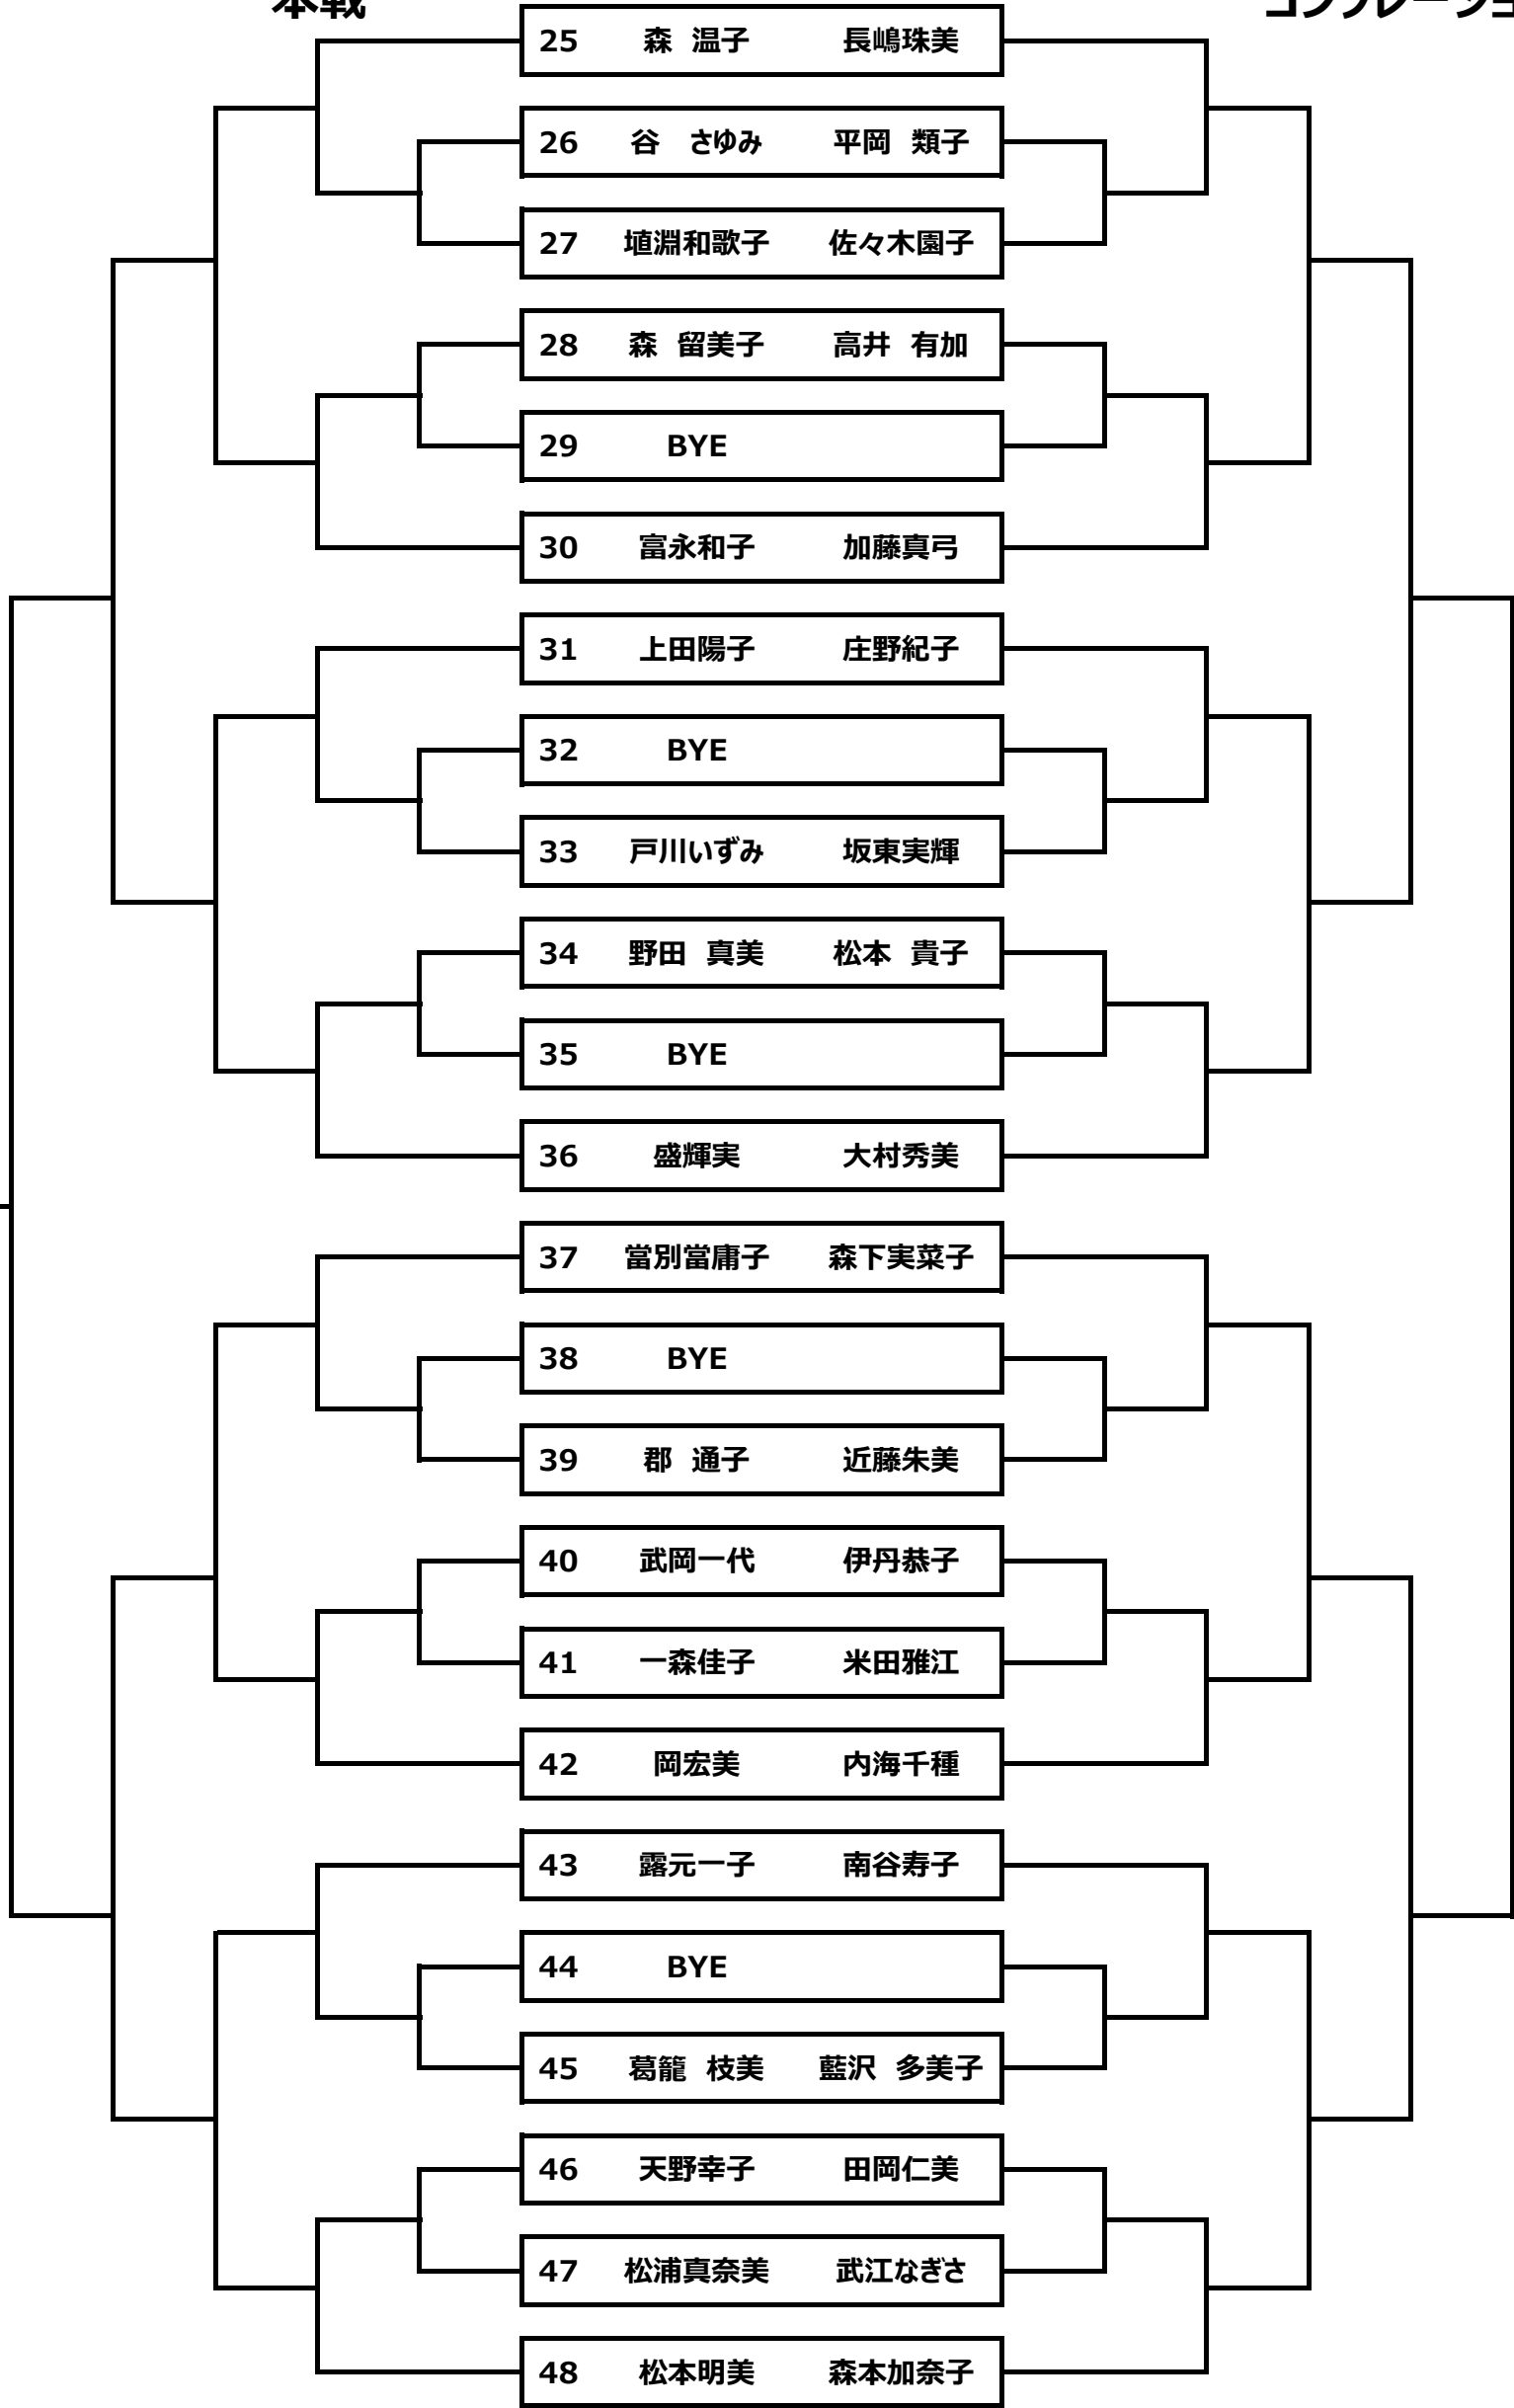 本戦 コンソレーショ
25 森 温子 長嶋珠美
26 谷 さゆみ 平岡 類子
27 埴淵和歌子 佐々木園子
28 森 留美子 高井 有加
29 BYE
30 富永和子 加藤真弓
31 上田陽子 庄野紀子
32 BYE
33 戸川いずみ 坂東実輝
34 野田 真美 松本 貴子
35 BYE
36 盛輝実 大村秀美
37 當別當庸子 森下実菜子
38 BYE
39 郡 通子 近藤朱美
40 武岡一代 伊丹恭子
41 一森佳子 米田雅江
42 岡宏美 内海千種
43 露元一子 南谷寿子
44 BYE
45 葛籠 枝美 藍沢 多美子
46 天野幸子 田岡仁美
47 松浦真奈美 武江なぎさ
48 松本明美 森本加奈子